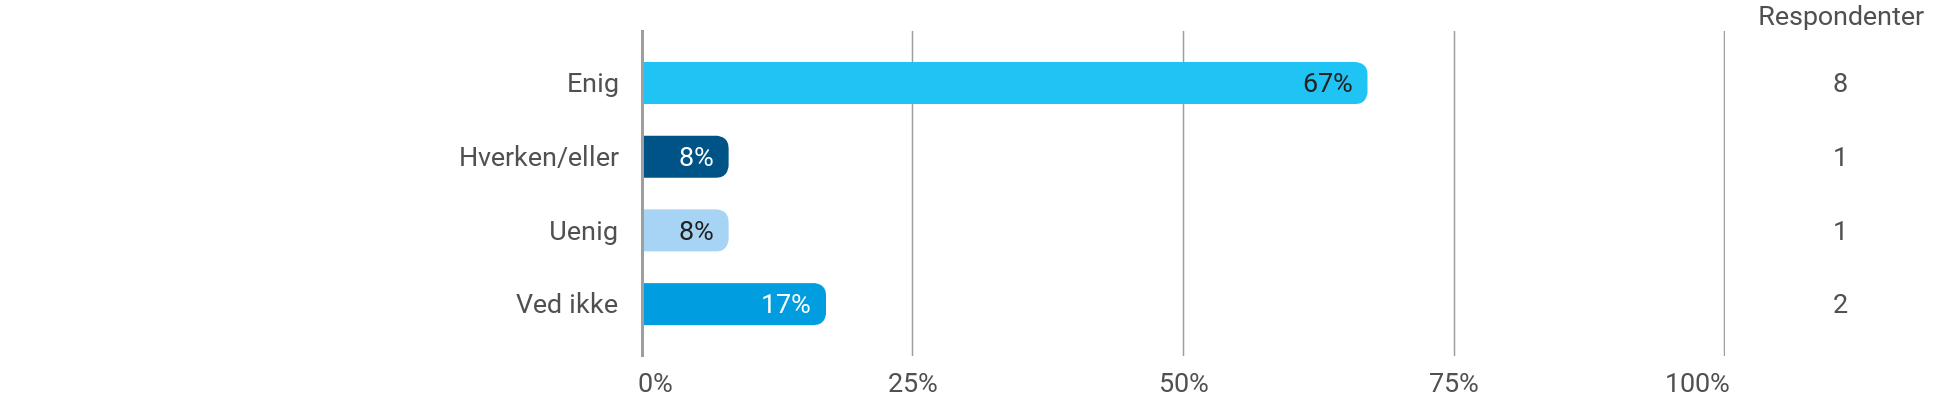 Respondenter
Enig 67% 8
Hverken/eller 8% 1
Uenig 8% 1
Ved ikke 17% 2
0% 25% 50% 75% 100%